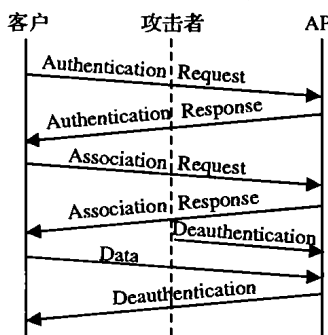 客户 攻击者 AP
Authentication Request
Authentication Response
Association Request
Association Response
Deauthentication
Data
Deauthentication